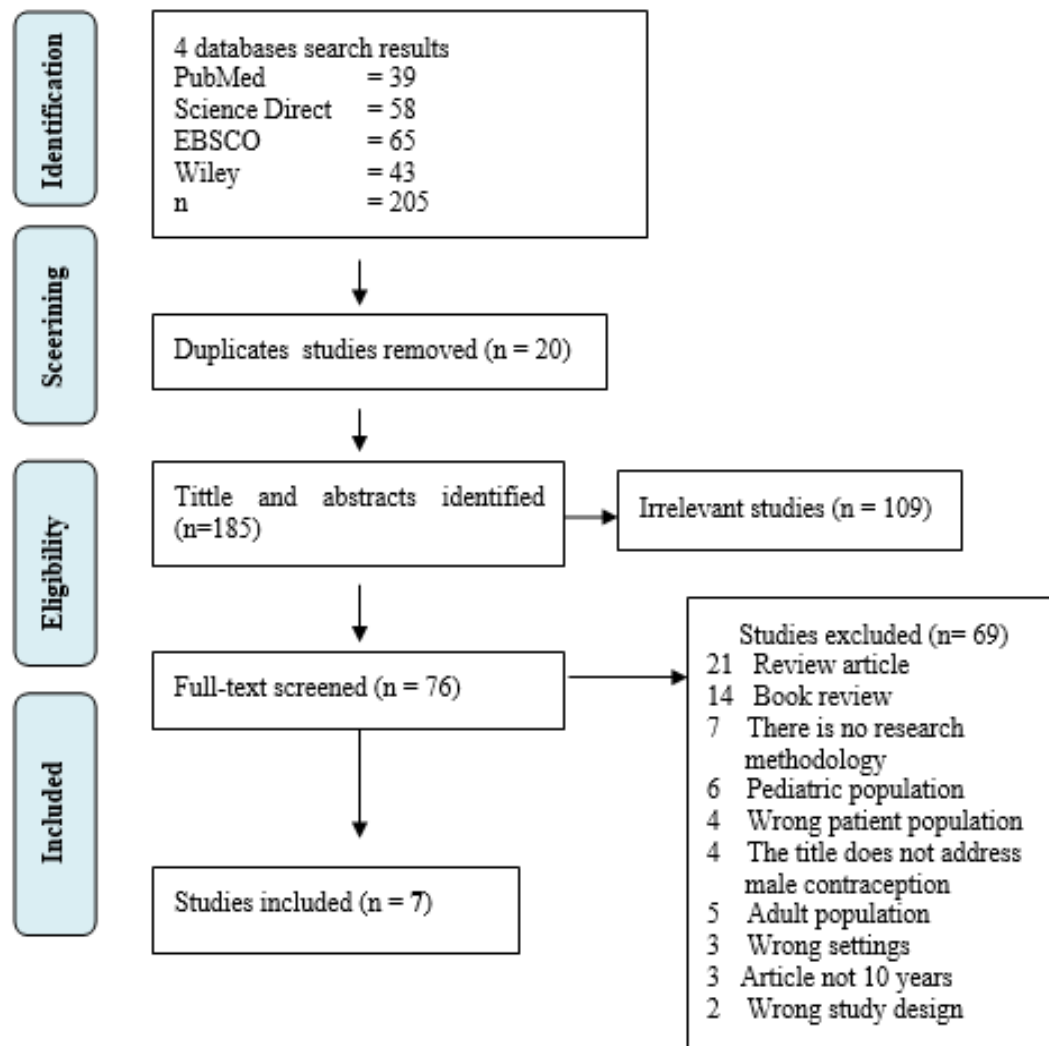 Identification
4 databases search results
PubMed = 39
Science Direct = 58
EBSCO = 65
Wiley = 43
n = 205
Sceerining
Duplicates studies removed (n = 20)
Eligibility
Tittle and abstracts identified
(n=185)
Irrelevant studies (n = 109)
Full-text screened (n = 76)
Studies excluded (n= 69)
21 Review article
14 Book review
7 There is no research
methodology
6 Pediatric population
4 Wrong patient population
4 The title does not address
male contraception
5 Adult population
3 Wrong settings
3 Article not 10 years
2 Wrong study design
Included
Studies included (n = 7)